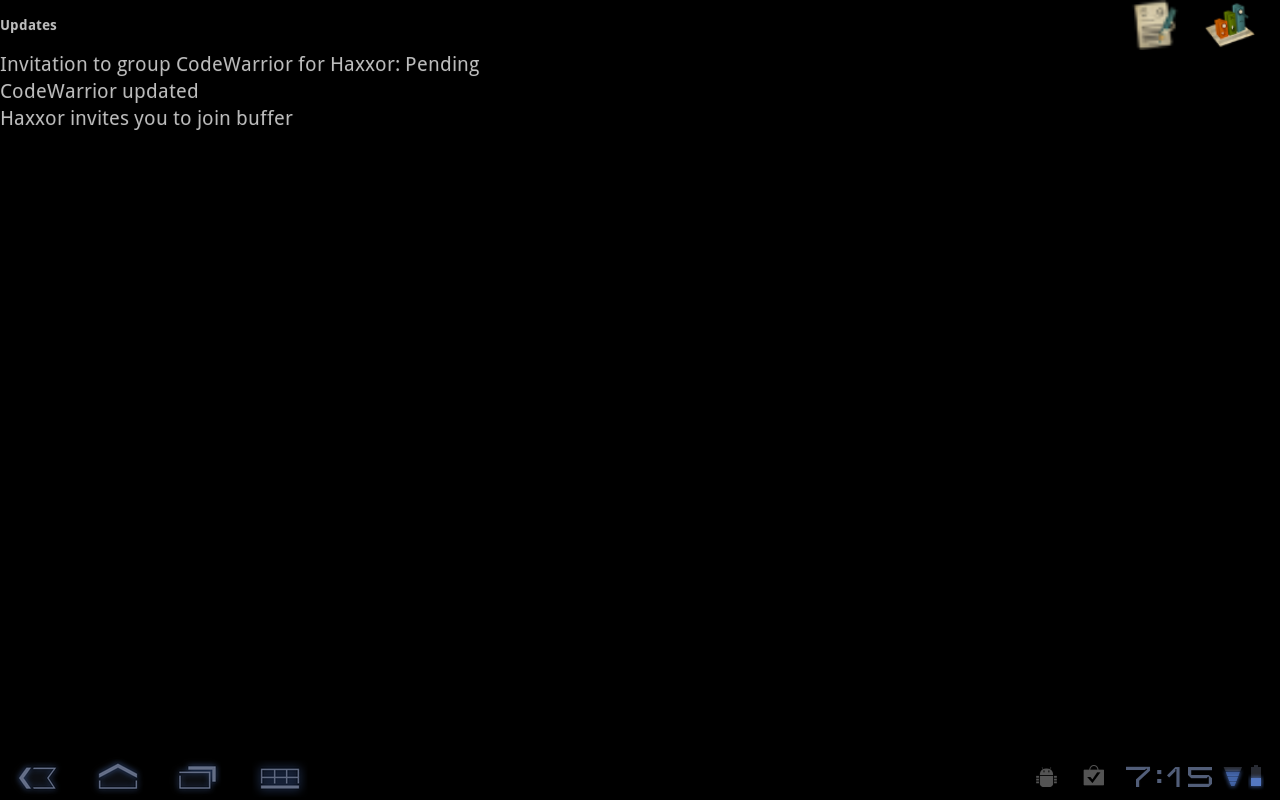 Updates
Invitation to group CodeWarrior for Haxxor: Pending
CodeWarrior updated
Haxxor invites you to join buffer
7:15